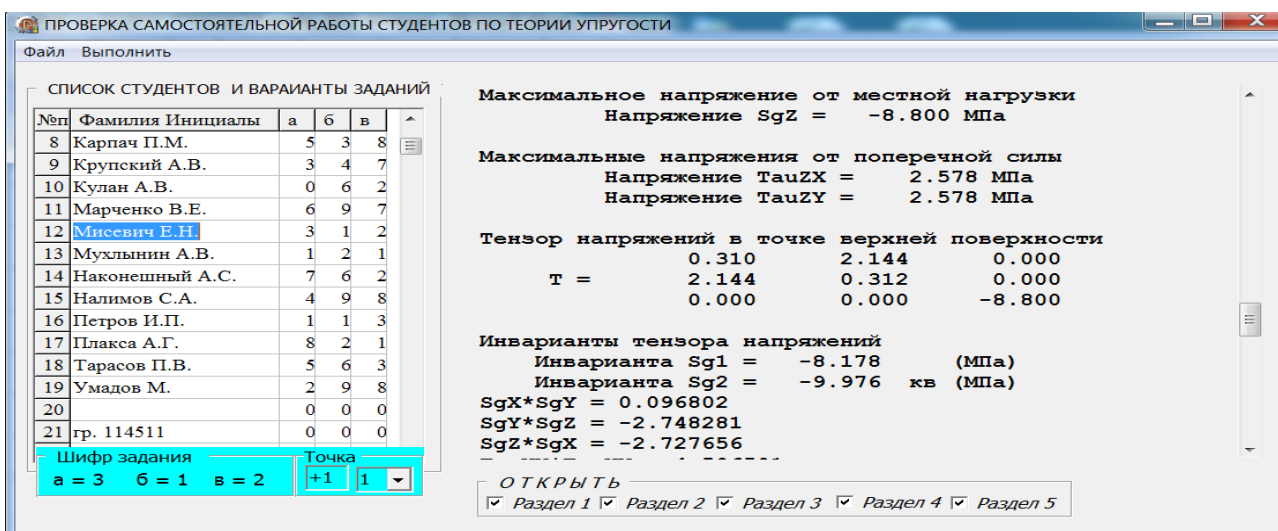 ПРОВЕРКА САМОСТОЯТЕЛЬНОЙ РАБОТЫ СТУДЕНТОВ ПО ТЕОРИИ УПРУГОСТИ
Файл Выполнить
СПИСОК СТУДЕНТОВ И ВАРАИАНТЫ ЗАДАНИЙ
№п Фамилия Инициалы а б в
8 Карпач П.М. 5 3 8
9 Крупский А.В. 3 4 7
10 Кулан А.В. 0 6 2
11 Марченко В.Е. 6 9 7
12 Мисевич Е.Н. 3 1 2
13 Мухлынин А.В. 1 2 1
14 Наконешный А.С. 7 6 2
15 Налимов С.А. 4 9 8
16 Петров И.П. 1 1 3
17 Плакса А.Г. 8 2 1
18 Тарасов П.В. 5 6 3
19 Умадов М. 2 9 8
20 0 0 0
21 гр. 114511 0 0 0
Шифр задания Точка
а = 3 б = 1 в = 2 +1 1
Максимальное напряжение от местной нагрузки
Напряжение SgZ = -8.800 МПа
Максимальные напряжения от поперечной силы
Напряжение TauZX = 2.578 МПа
Напряжение TauZY = 2.578 МПа
Тензор напряжений в точке верхней поверхности
0.310 2.144 0.000
T = 2.144 0.312 0.000
0.000 0.000 -8.800
Инварианты тензора напряжений
Инварианта Sg1 = -8.178 (МПа)
Инварианта Sg2 = -9.976 кв (МПа)
SgX*SgY = 0.096802
SgY*SgZ = -2.748281
SgZ*SgX = -2.727656
ОТКРЫТЬ
Раздел 1 Раздел 2 Раздел 3 Раздел 4 Раздел 5